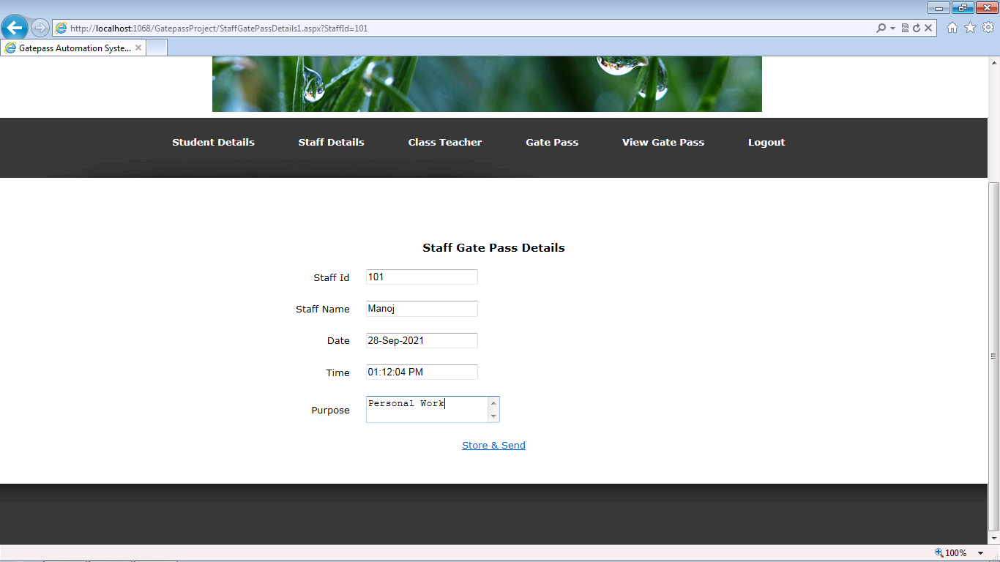 http://localhost:1068/GatepassProject/StaffGatePassDetails1.aspx?StaffId=101
Gatepass Automation Syste...
Student Details Staff Details Class Teacher Gate Pass View Gate Pass Logout
Staff Gate Pass Details
Staff Id 101
Staff Name Manoj
Date 28-Sep-2021
Time 01:12:04 PM
Purpose Personal Work
Store & Send
100%